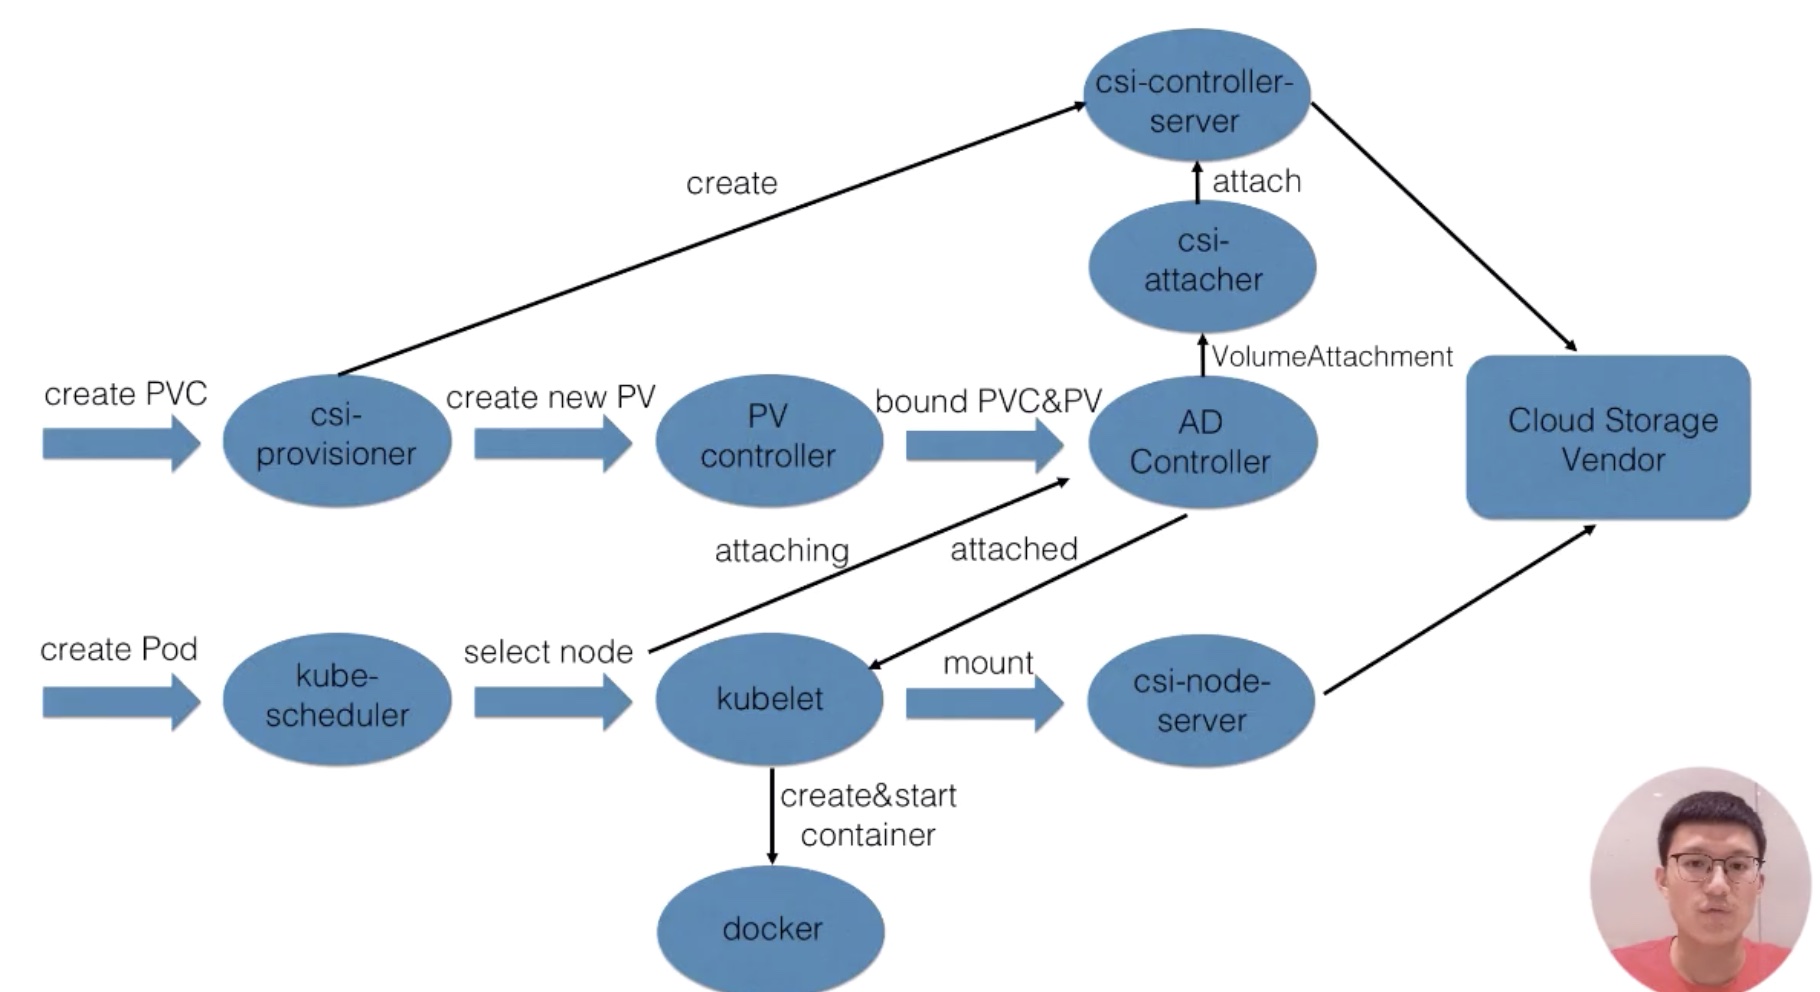 csi-controller-
server
create
attach
csi-
attacher
VolumeAttachment
create PVC
csi-
provisioner
create new PV
PV
controller
bound PVC&PV
AD
Controller
Cloud Storage
Vendor
attaching
attached
create Pod
kube-
scheduler
select node
kubelet
mount
csi-node-
server
create&start
container
docker